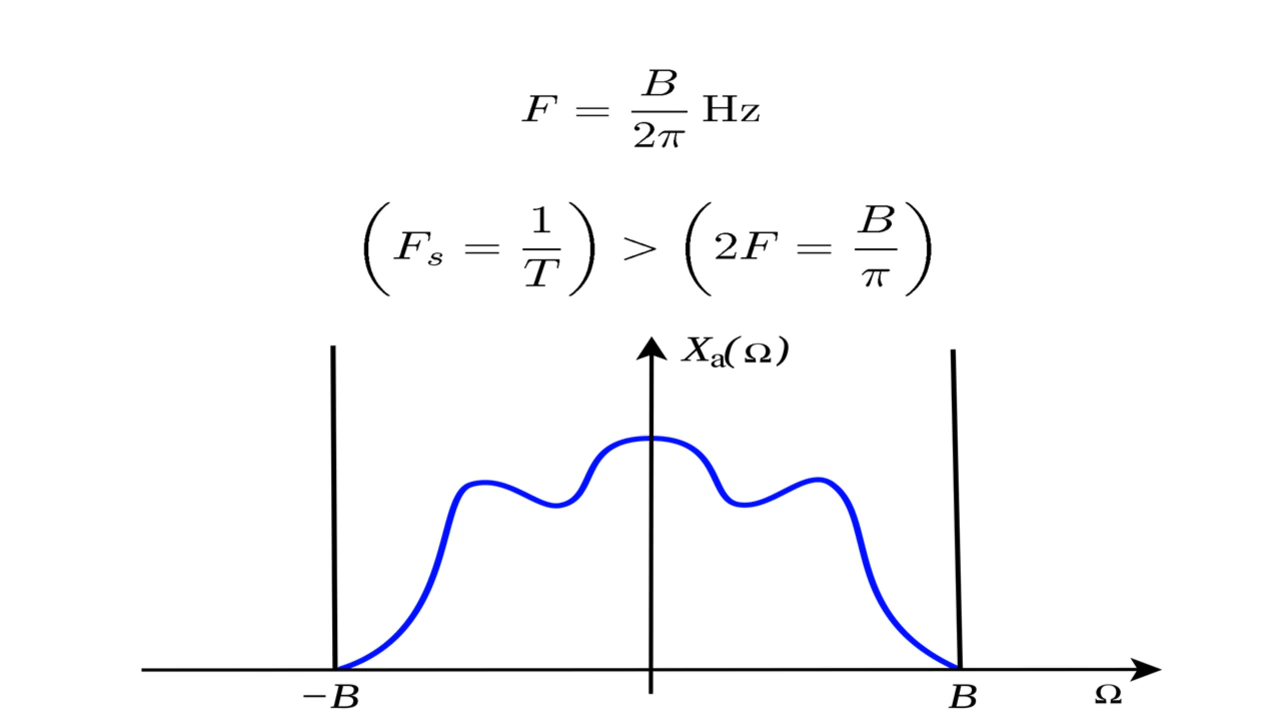 F = B/2π Hz
(F_s = 1/T) > (2F = B/π)
X_a(Ω)
−B B Ω